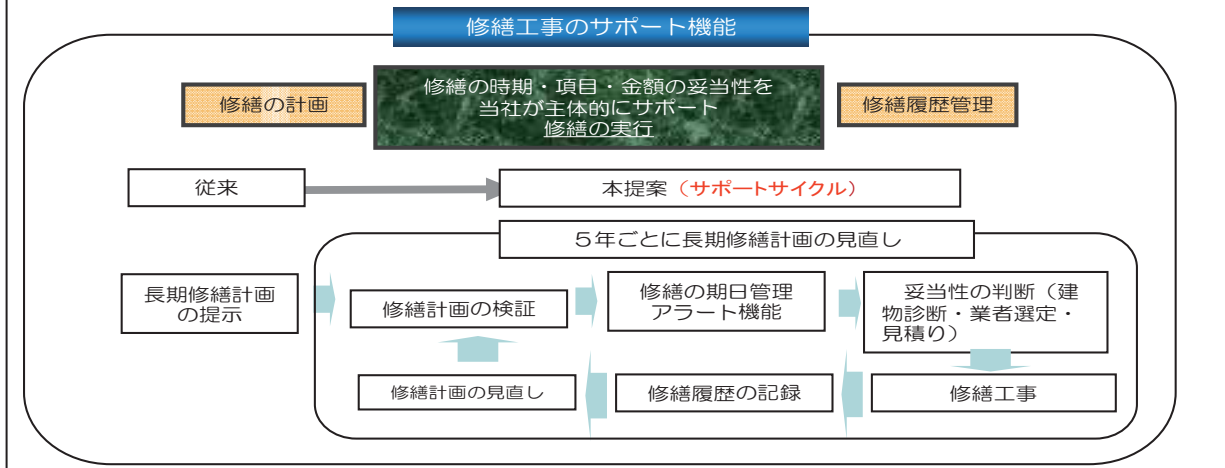 修繕工事のサポート機能
修繕の計画
修繕の時期・項目・金額の妥当性を
当社が主体的にサポート
修繕の実行
修繕履歴管理
従来
本提案（サポートサイクル）
５年ごとに長期修繕計画の見直し
長期修繕計画
の提示
修繕計画の検証
修繕の期日管理
アラート機能
妥当性の判断（建
物診断・業者選定・
見積り）
修繕計画の見直し
修繕履歴の記録
修繕工事